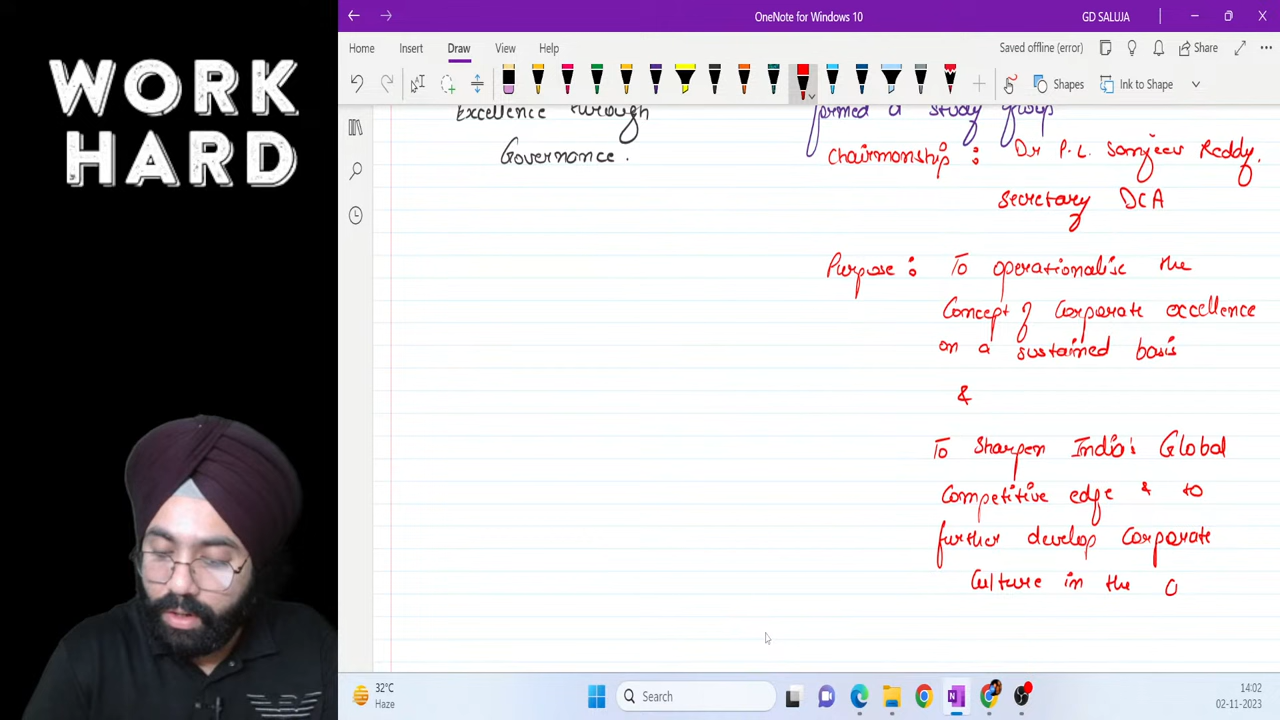 WORK
HARD
OneNote for Windows 10
GD SALUJA
Home Insert Draw View Help
Saved offline (error)
Share
Shapes
Ink to Shape
Excellence through
Governance.
formed a study group
Chairmanship : Dr P.L. Sanjeev Reddy.
Secretary DCA
Purpose : To operationalise the
Concept of Corporate excellence
on a sustained basis
&
To Sharpen India's Global
Competitive edge & to
further develop Corporate
Culture in the C
32°C
Haze
Search
14:02
02-11-2023